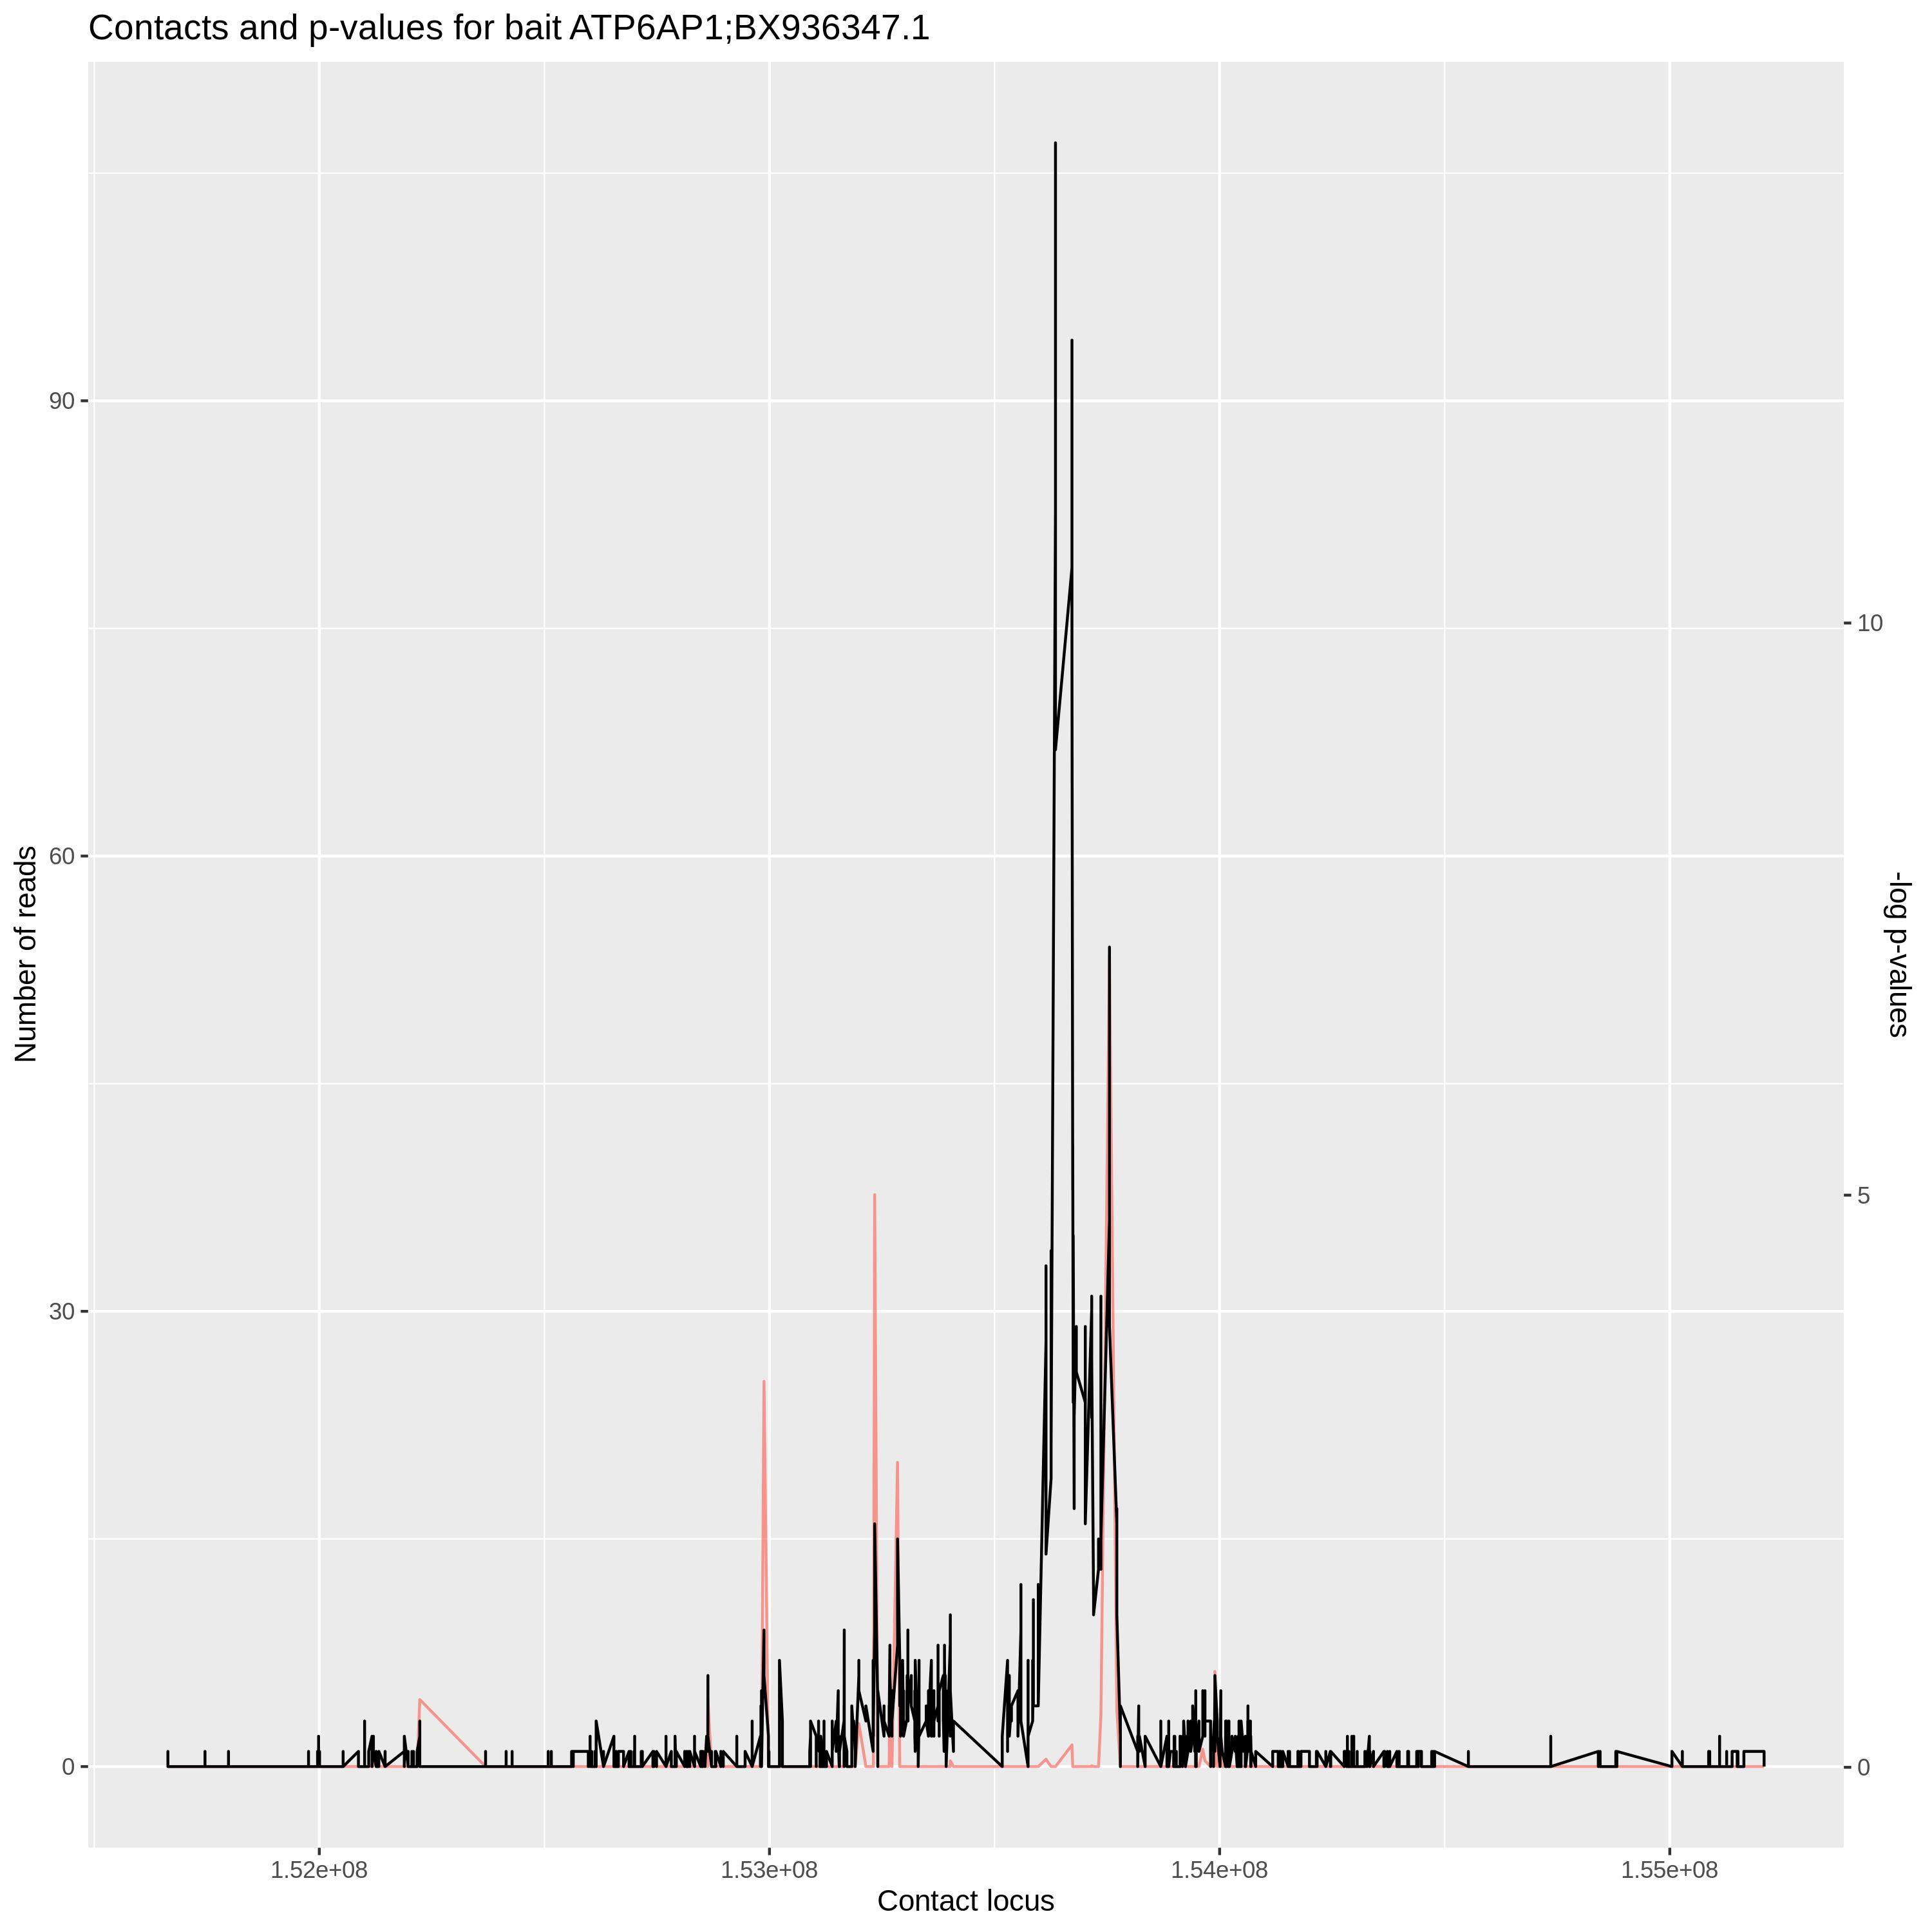 Contacts and p-values for bait ATP6AP1;BX936347.1
Number of reads
90
60
30
0
10
5
0
-log p-values
1.52e+08 1.53e+08 1.54e+08 1.55e+08
Contact locus